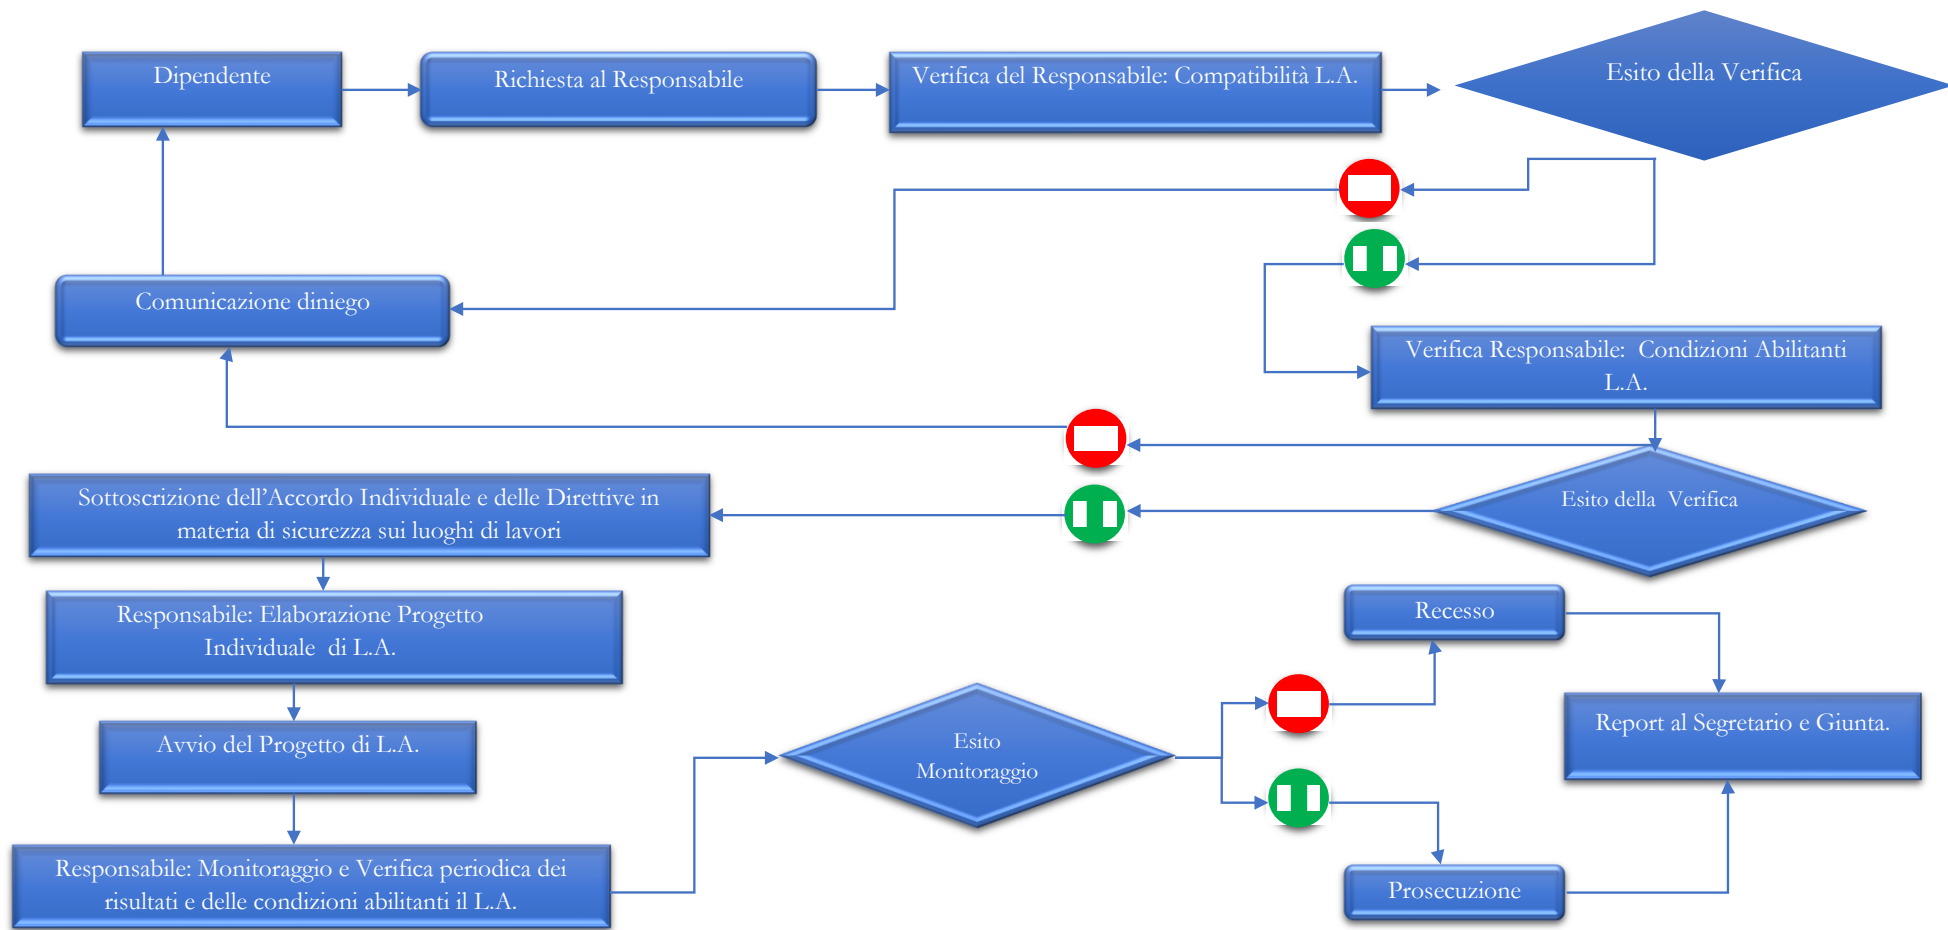 Dipendente
Richiesta al Responsabile
Verifica del Responsabile: Compatibilità L.A.
Esito della Verifica
Comunicazione diniego
Verifica Responsabile:  Condizioni Abilitanti
L.A.
Sottoscrizione dell’Accordo Individuale e delle Direttive in
materia di sicurezza sui luoghi di lavori
Esito della  Verifica
Responsabile: Elaborazione Progetto
Individuale  di L.A.
Recesso
Avvio del Progetto di L.A.
Esito
Monitoraggio
Report al Segretario e Giunta.
Responsabile: Monitoraggio e Verifica periodica dei
risultati e delle condizioni abilitanti il L.A.
Prosecuzione